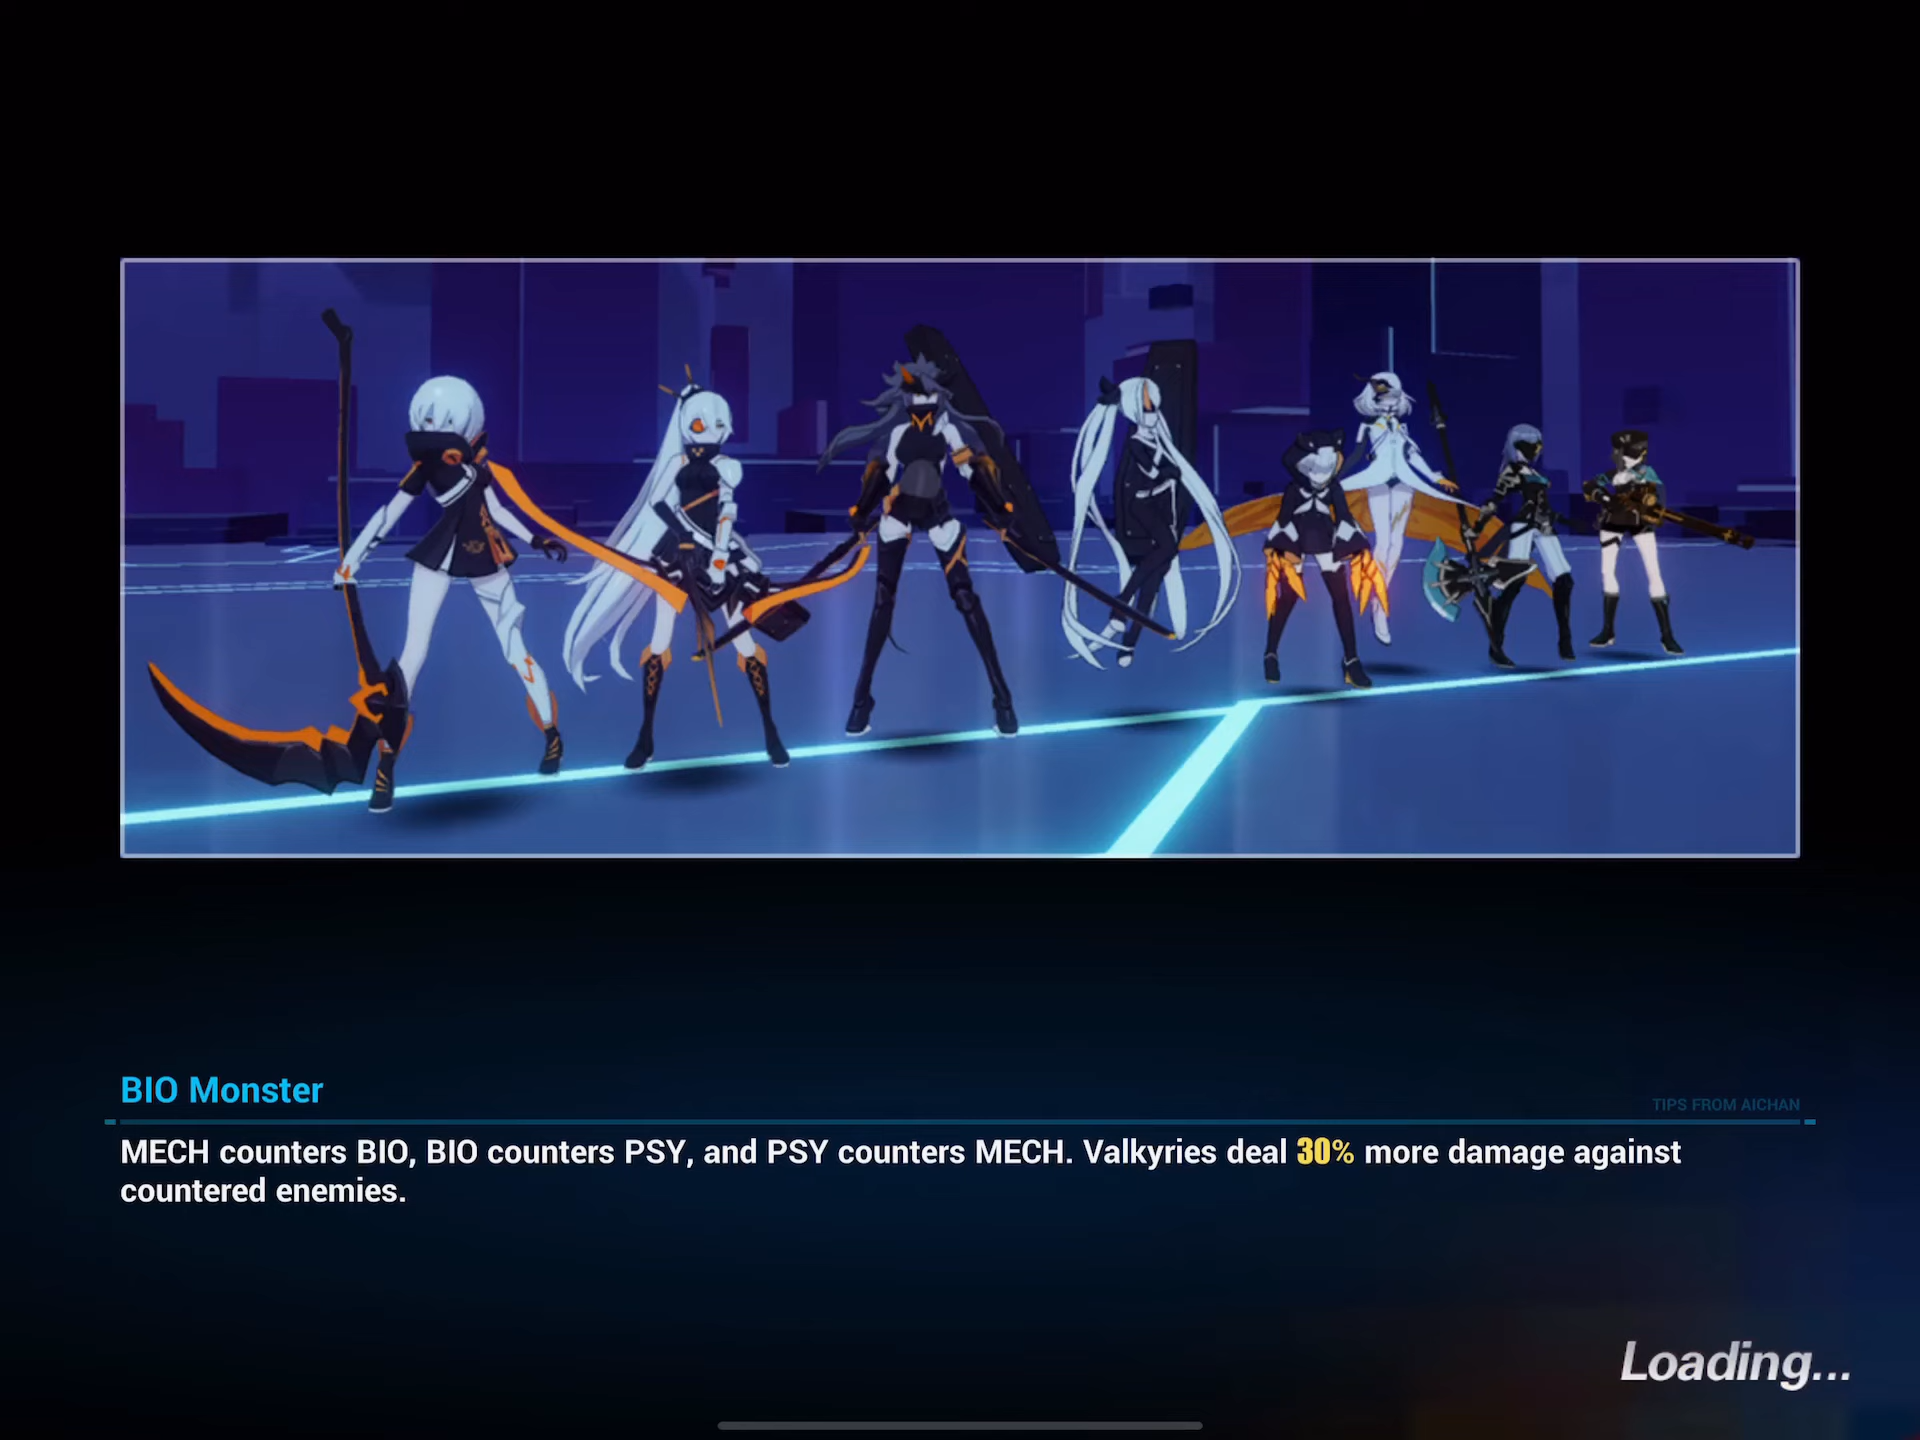 BIO Monster
TIPS FROM AICHAN
MECH counters BIO, BIO counters PSY, and PSY counters MECH. Valkyries deal 30% more damage against
countered enemies.
Loading...